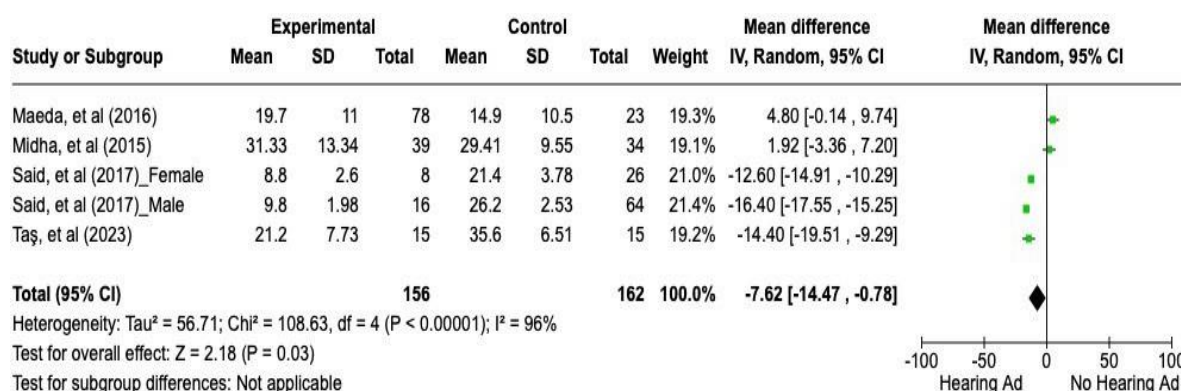 Experimental Control Mean difference Mean difference
Study or Subgroup Mean SD Total Mean SD Total Weight IV, Random, 95% CI IV, Random, 95% CI
Maeda, et al (2016) 19.7 11 78 14.9 10.5 23 19.3% 4.80 [-0.14 , 9.74]
Midha, et al (2015) 31.33 13.34 39 29.41 9.55 34 19.1% 1.92 [-3.36 , 7.20]
Said, et al (2017)_Female 8.8 2.6 8 21.4 3.78 26 21.0% -12.60 [-14.91 , -10.29]
Said, et al (2017)_Male 9.8 1.98 16 26.2 2.53 64 21.4% -16.40 [-17.55 , -15.25]
Taş, et al (2023) 21.2 7.73 15 35.6 6.51 15 19.2% -14.40 [-19.51 , -9.29]
Total (95% CI) 156 162 100.0% -7.62 [-14.47 , -0.78]
Heterogeneity: Tau² = 56.71; Chi² = 108.63, df = 4 (P < 0.00001); I² = 96%
Test for overall effect: Z = 2.18 (P = 0.03)
Test for subgroup differences: Not applicable
-100 -50 0 50 100
Hearing Ad No Hearing Ad